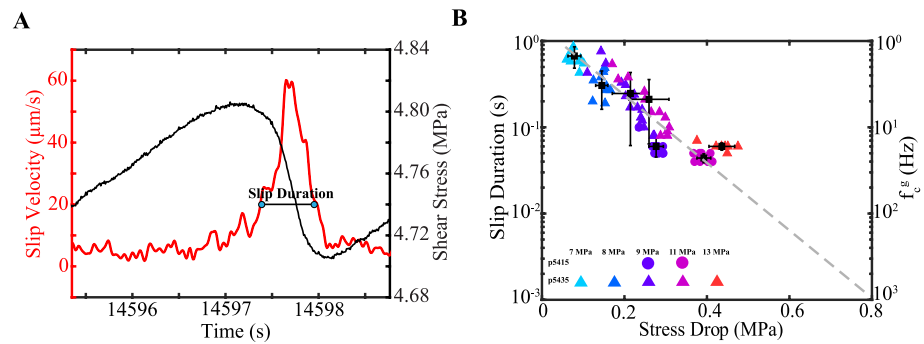 A
Slip Velocity (μm/s)
60
40
20
0
Slip Duration
4.84
4.80
4.76
4.72
4.68
Shear Stress (MPa)
14596
14597
14598
Time (s)
B
Slip Duration (s)
10⁰
10⁻¹
10⁻²
10⁻³
7 MPa 8 MPa 9 MPa 11 MPa 13 MPa
p5415
p5435
10⁰
10¹
10²
10³
f_c^g (Hz)
0
0.2
0.4
0.6
0.8
Stress Drop (MPa)